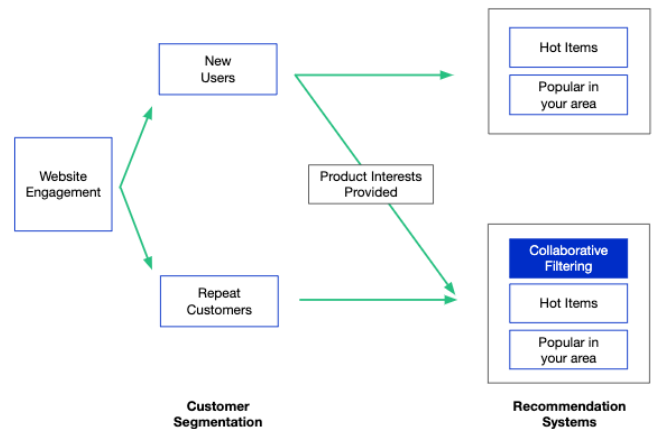 New
Users
Hot Items
Popular in
your area
Website
Engagement
Product Interests
Provided
Collaborative
Filtering
Repeat
Customers
Hot Items
Popular in
your area
Customer
Segmentation
Recommendation
Systems